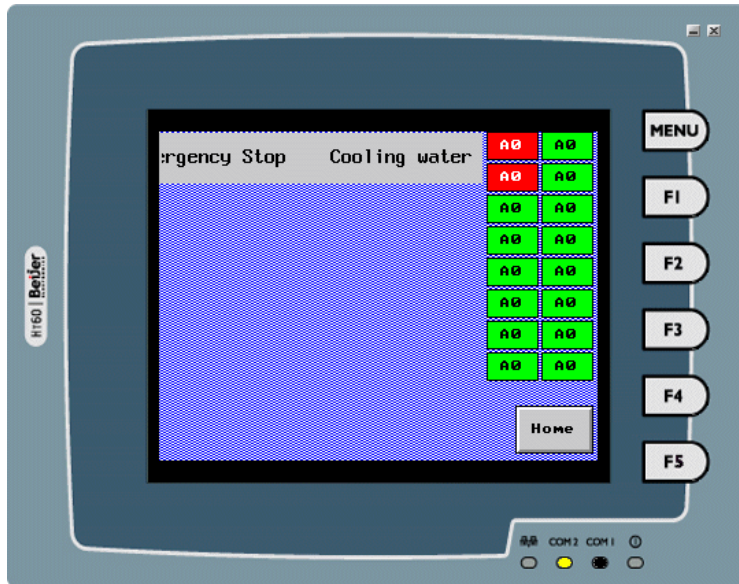 MENU
:rgency Stop Cooling water
A0 A0
A0 A0
A0 A0
A0 A0
A0 A0
A0 A0
A0 A0
A0 A0
Home
F1
F2
F3
F4
F5
HT60 | Beijer
COM2 COM1